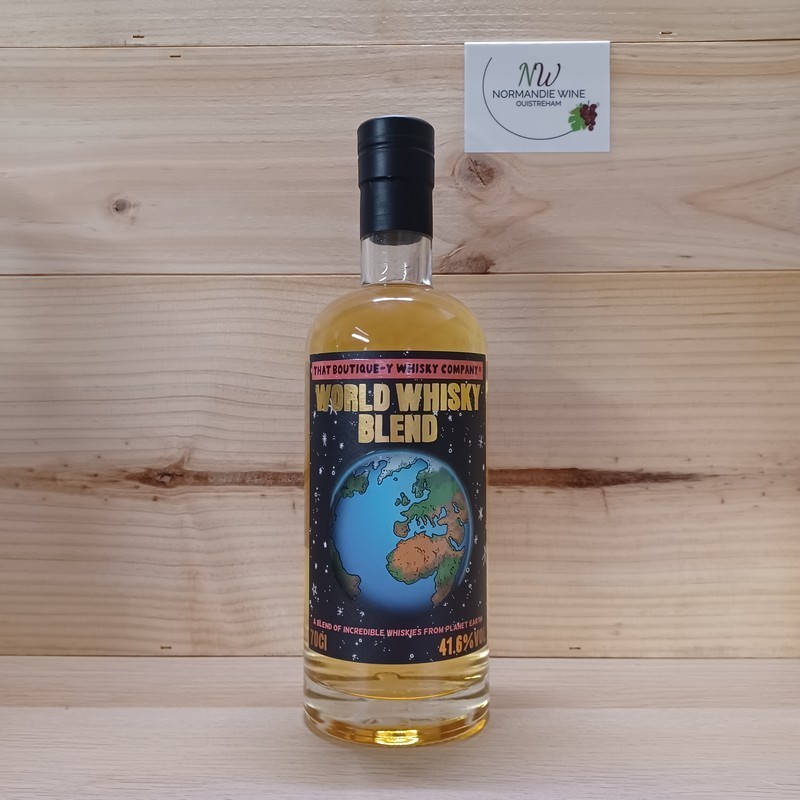 NW
NORMANDIE WINE
OUISTREHAM
THAT BOUTIQUE-Y WHISKY COMPANY®
WORLD WHISKY
BLEND
A BLEND OF INCREDIBLE WHISKIES FROM PLANET EARTH
70Cl
41.6%VOL